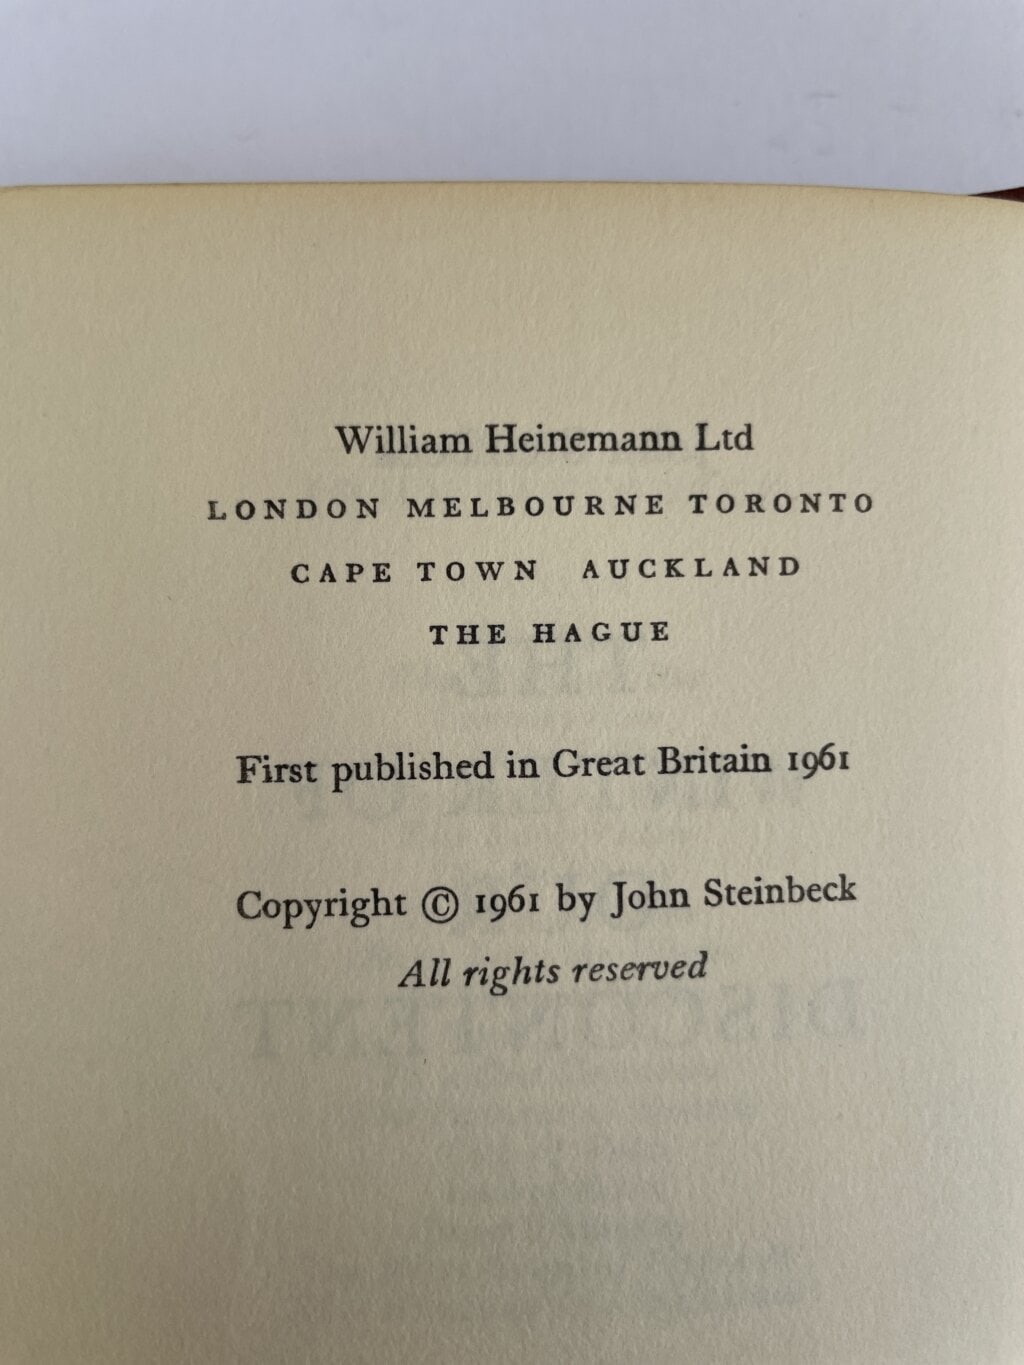 William Heinemann Ltd
LONDON MELBOURNE TORONTO
CAPE TOWN AUCKLAND
THE HAGUE
First published in Great Britain 1961
Copyright © 1961 by John Steinbeck
All rights reserved